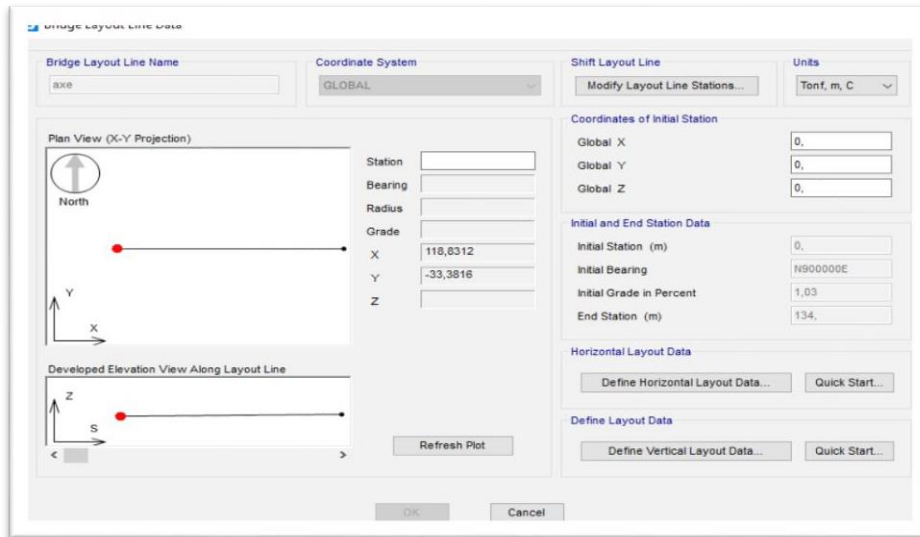 Bridge Layout Line Data
Bridge Layout Line Name
axe
Coordinate System
GLOBAL
Shift Layout Line
Modify Layout Line Stations...
Units
Tonf, m, C
Plan View (X-Y Projection)
North
Y
X
Station
Bearing
Radius
Grade
X 118,8312
Y -33,3816
Z
Coordinates of Initial Station
Global X 0,
Global Y 0,
Global Z 0,
Initial and End Station Data
Initial Station (m) 0,
Initial Bearing N900000E
Initial Grade in Percent 1,03
End Station (m) 134,
Developed Elevation View Along Layout Line
Z
S
Refresh Plot
Horizontal Layout Data
Define Horizontal Layout Data... Quick Start...
Define Layout Data
Define Vertical Layout Data... Quick Start...
OK Cancel